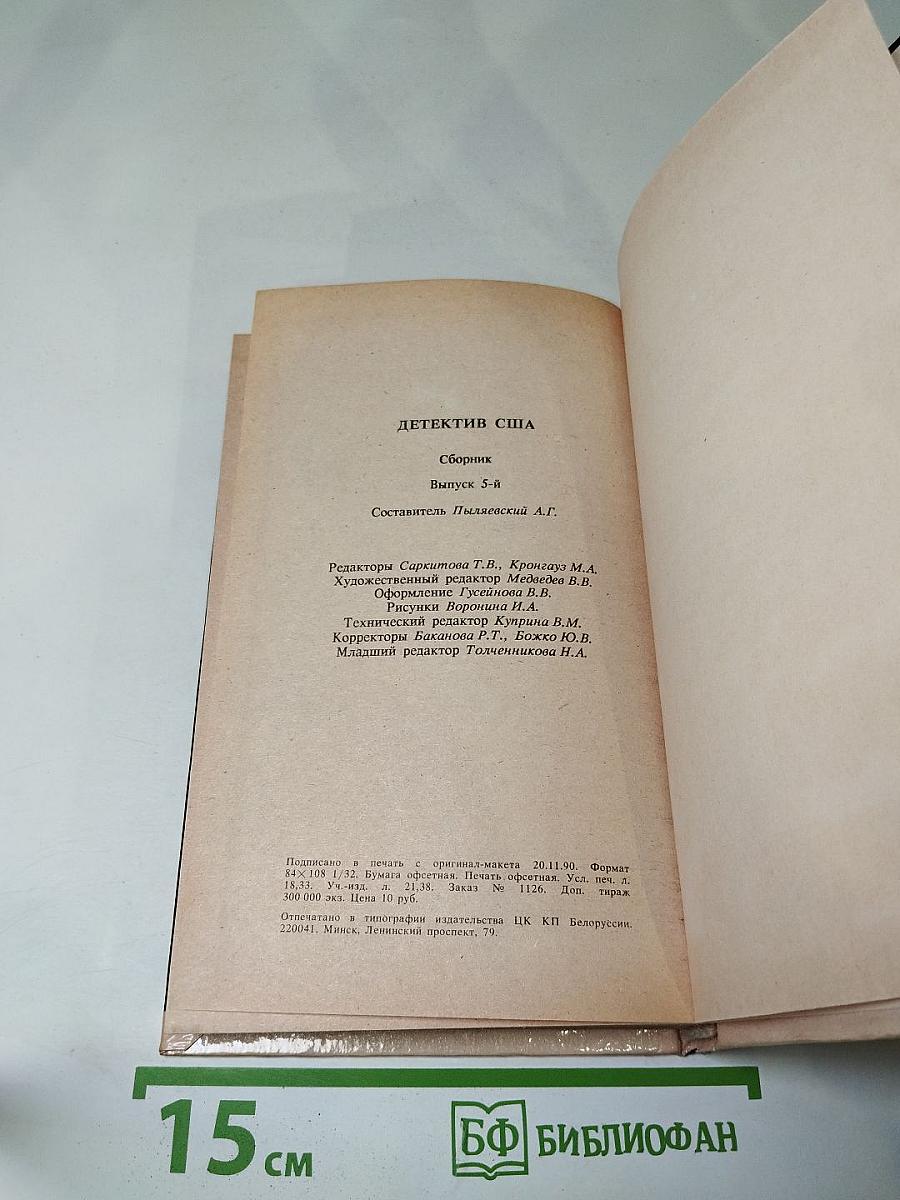 ДЕТЕКТИВ США
Сборник
Выпуск 5-й
Составитель Пыляевский А.Г.
Редакторы Саркитова Т.В., Кронгауз М.А.
Художественный редактор Медведев В.В.
Оформление Гусейнова В.В.
Рисунки Воронина И.А.
Технический редактор Куприна В.М.
Корректоры Баканова Р.Т., Божко Ю.В.
Младший редактор Толченникова Н.А.
Подписано в печать с оригинал-макета 20.11.90. Формат
84×108 1/32. Бумага офсетная. Печать офсетная. Усл. печ. л.
18,33. Уч.-изд. л. 21,38. Заказ № 1126. Доп. тираж
300 000 экз. Цена 10 руб.
Отпечатано в типографии издательства ЦК КП Белоруссии.
220041. Минск, Ленинский проспект, 79.
15 см
БФ БИБЛИОФАН